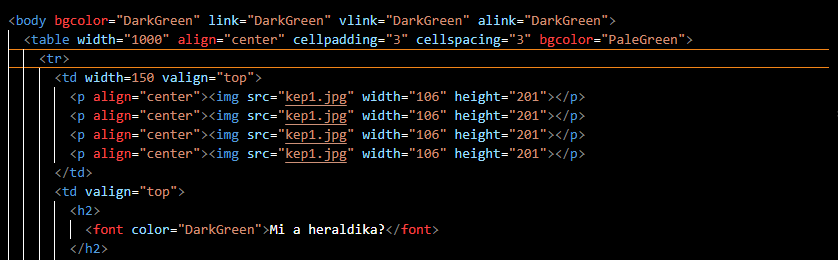 <body bgcolor="DarkGreen" link="DarkGreen" vlink="DarkGreen" alink="DarkGreen">
<table width="1000" align="center" cellpadding="3" cellspacing="3" bgcolor="PaleGreen">
<tr>
<td width=150 valign="top">
<p align="center"><img src="kep1.jpg" width="106" height="201"></p>
<p align="center"><img src="kep1.jpg" width="106" height="201"></p>
<p align="center"><img src="kep1.jpg" width="106" height="201"></p>
<p align="center"><img src="kep1.jpg" width="106" height="201"></p>
</td>
<td valign="top">
<h2>
<font color="DarkGreen">Mi a heraldika?</font>
</h2>